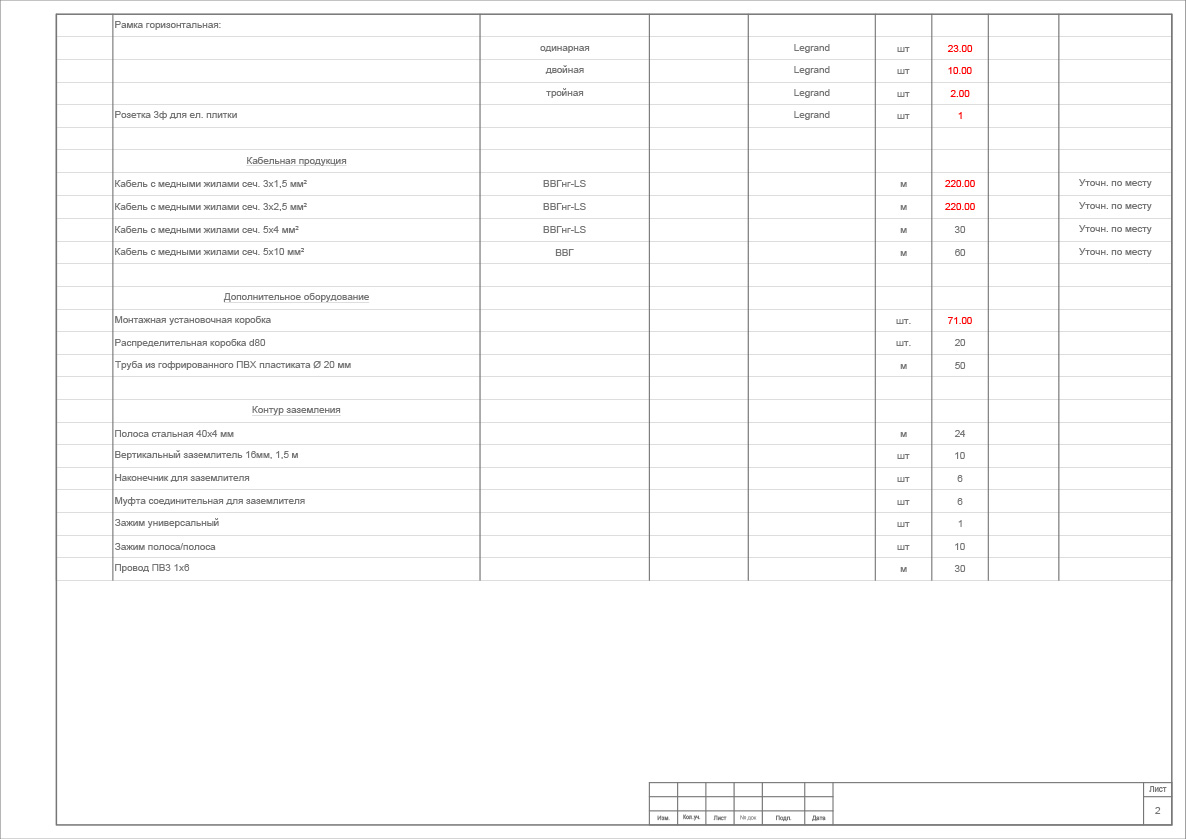 Рамка горизонтальная:
одинарная Legrand шт 23.00
двойная Legrand шт 10.00
тройная Legrand шт 2.00
Розетка 3ф для ел. плитки Legrand шт 1
Кабельная продукция
Кабель с медными жилами сеч. 3х1,5 мм² ВВГнг-LS м 220.00 Уточн. по месту
Кабель с медными жилами сеч. 3х2,5 мм² ВВГнг-LS м 220.00 Уточн. по месту
Кабель с медными жилами сеч. 5х4 мм² ВВГнг-LS м 30 Уточн. по месту
Кабель с медными жилами сеч. 5х10 мм² ВВГ м 60 Уточн. по месту
Дополнительное оборудование
Монтажная установочная коробка шт. 71.00
Распределительная коробка d80 шт. 20
Труба из гофрированного ПВХ пластиката Ø 20 мм м 50
Контур заземления
Полоса стальная 40х4 мм м 24
Вертикальный заземлитель 16мм, 1,5 м шт 10
Наконечник для заземлителя шт 6
Муфта соединительная для заземлителя шт 6
Зажим универсальный шт 1
Зажим полоса/полоса шт 10
Провод ПВЗ 1х6 м 30
Лист
2
Изм. Кол.уч. Лист № док Подп. Дата